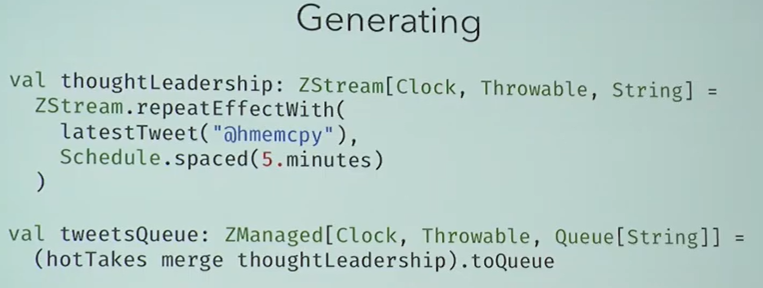 Generating
val thoughtLeadership: ZStream[Clock, Throwable, String] =
ZStream.repeatEffectWith(
latestTweet("@hmemcpy"),
Schedule.spaced(5.minutes)
)
val tweetsQueue: ZManaged[Clock, Throwable, Queue[String]] =
(hotTakes merge thoughtLeadership).toQueue